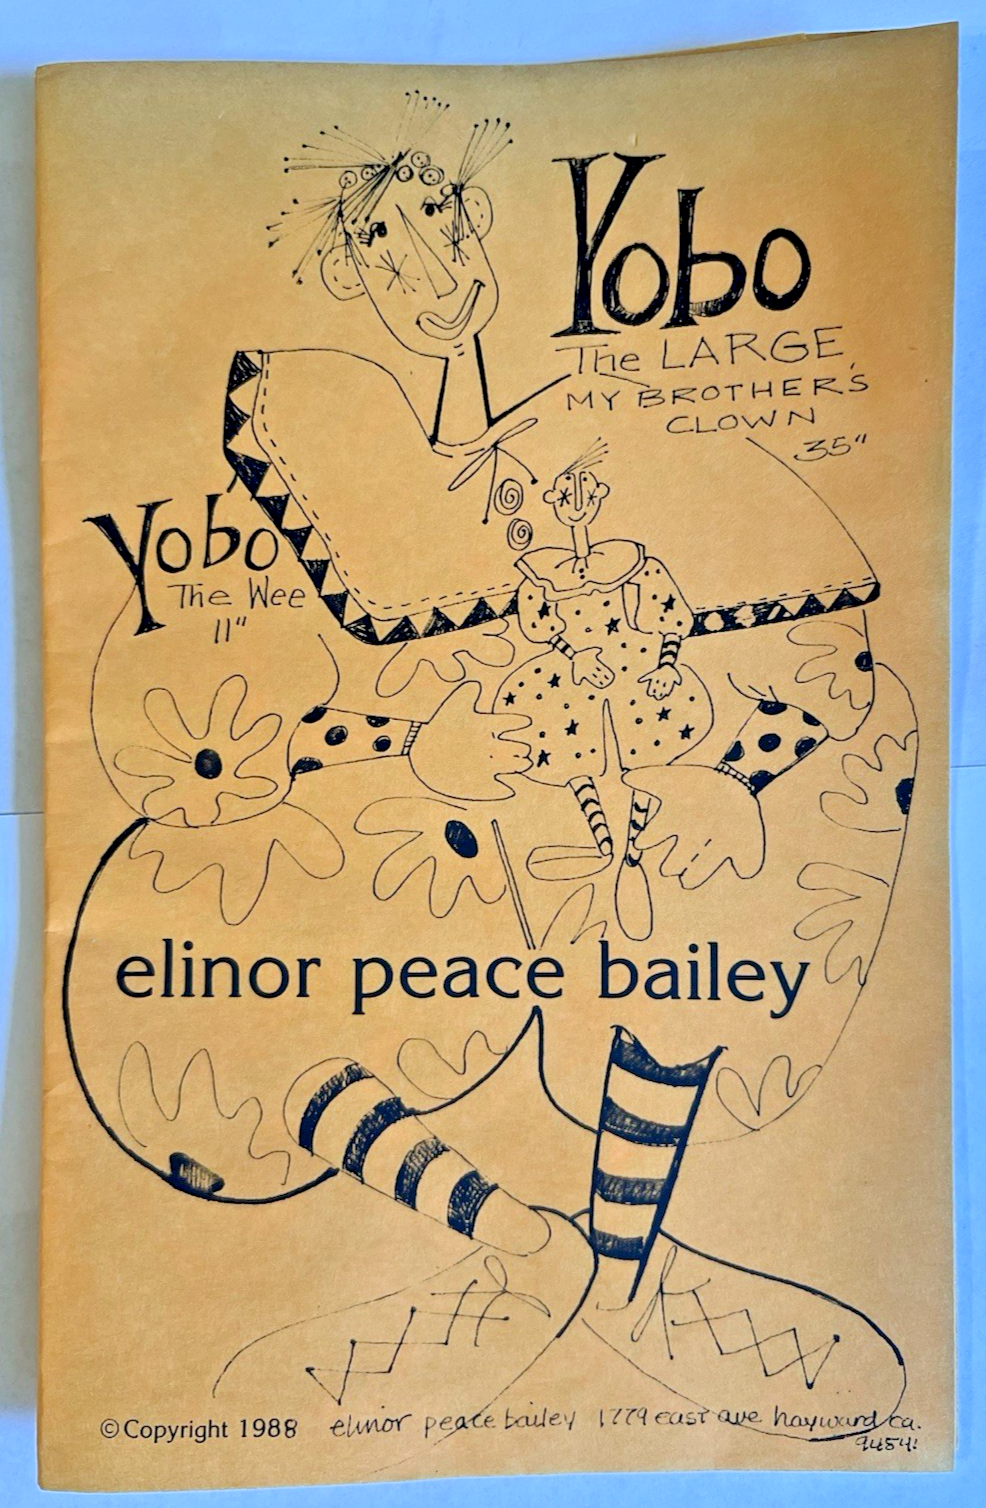 Yobo
The LARGE,
MY BROTHER'S
CLOWN
35"
Yobo
The Wee
11"
elinor peace bailey
©Copyright 1988 elinor peace bailey 1779 east ave hayward ca.
94541